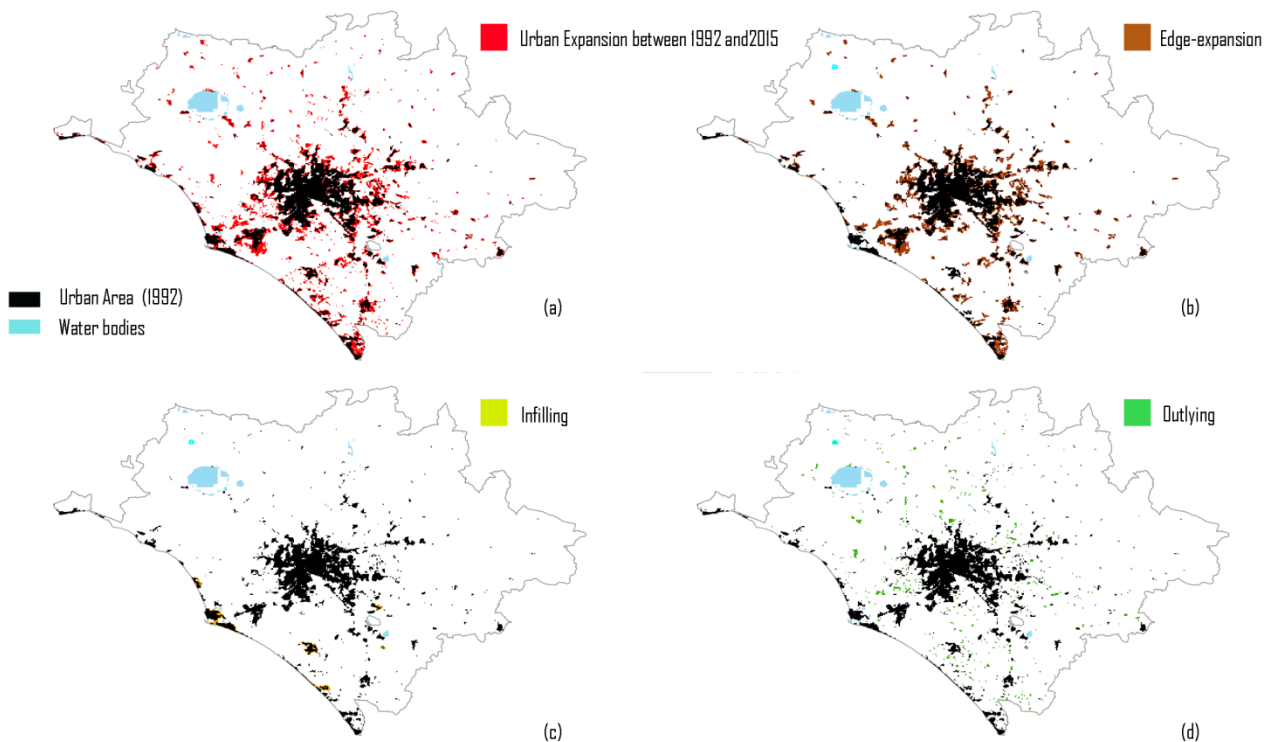 Urban Expansion between 1992 and2015
Edge-expansion
Urban Area (1992)
Water bodies
(a)
(b)
Infilling
Outlying
(c)
(d)